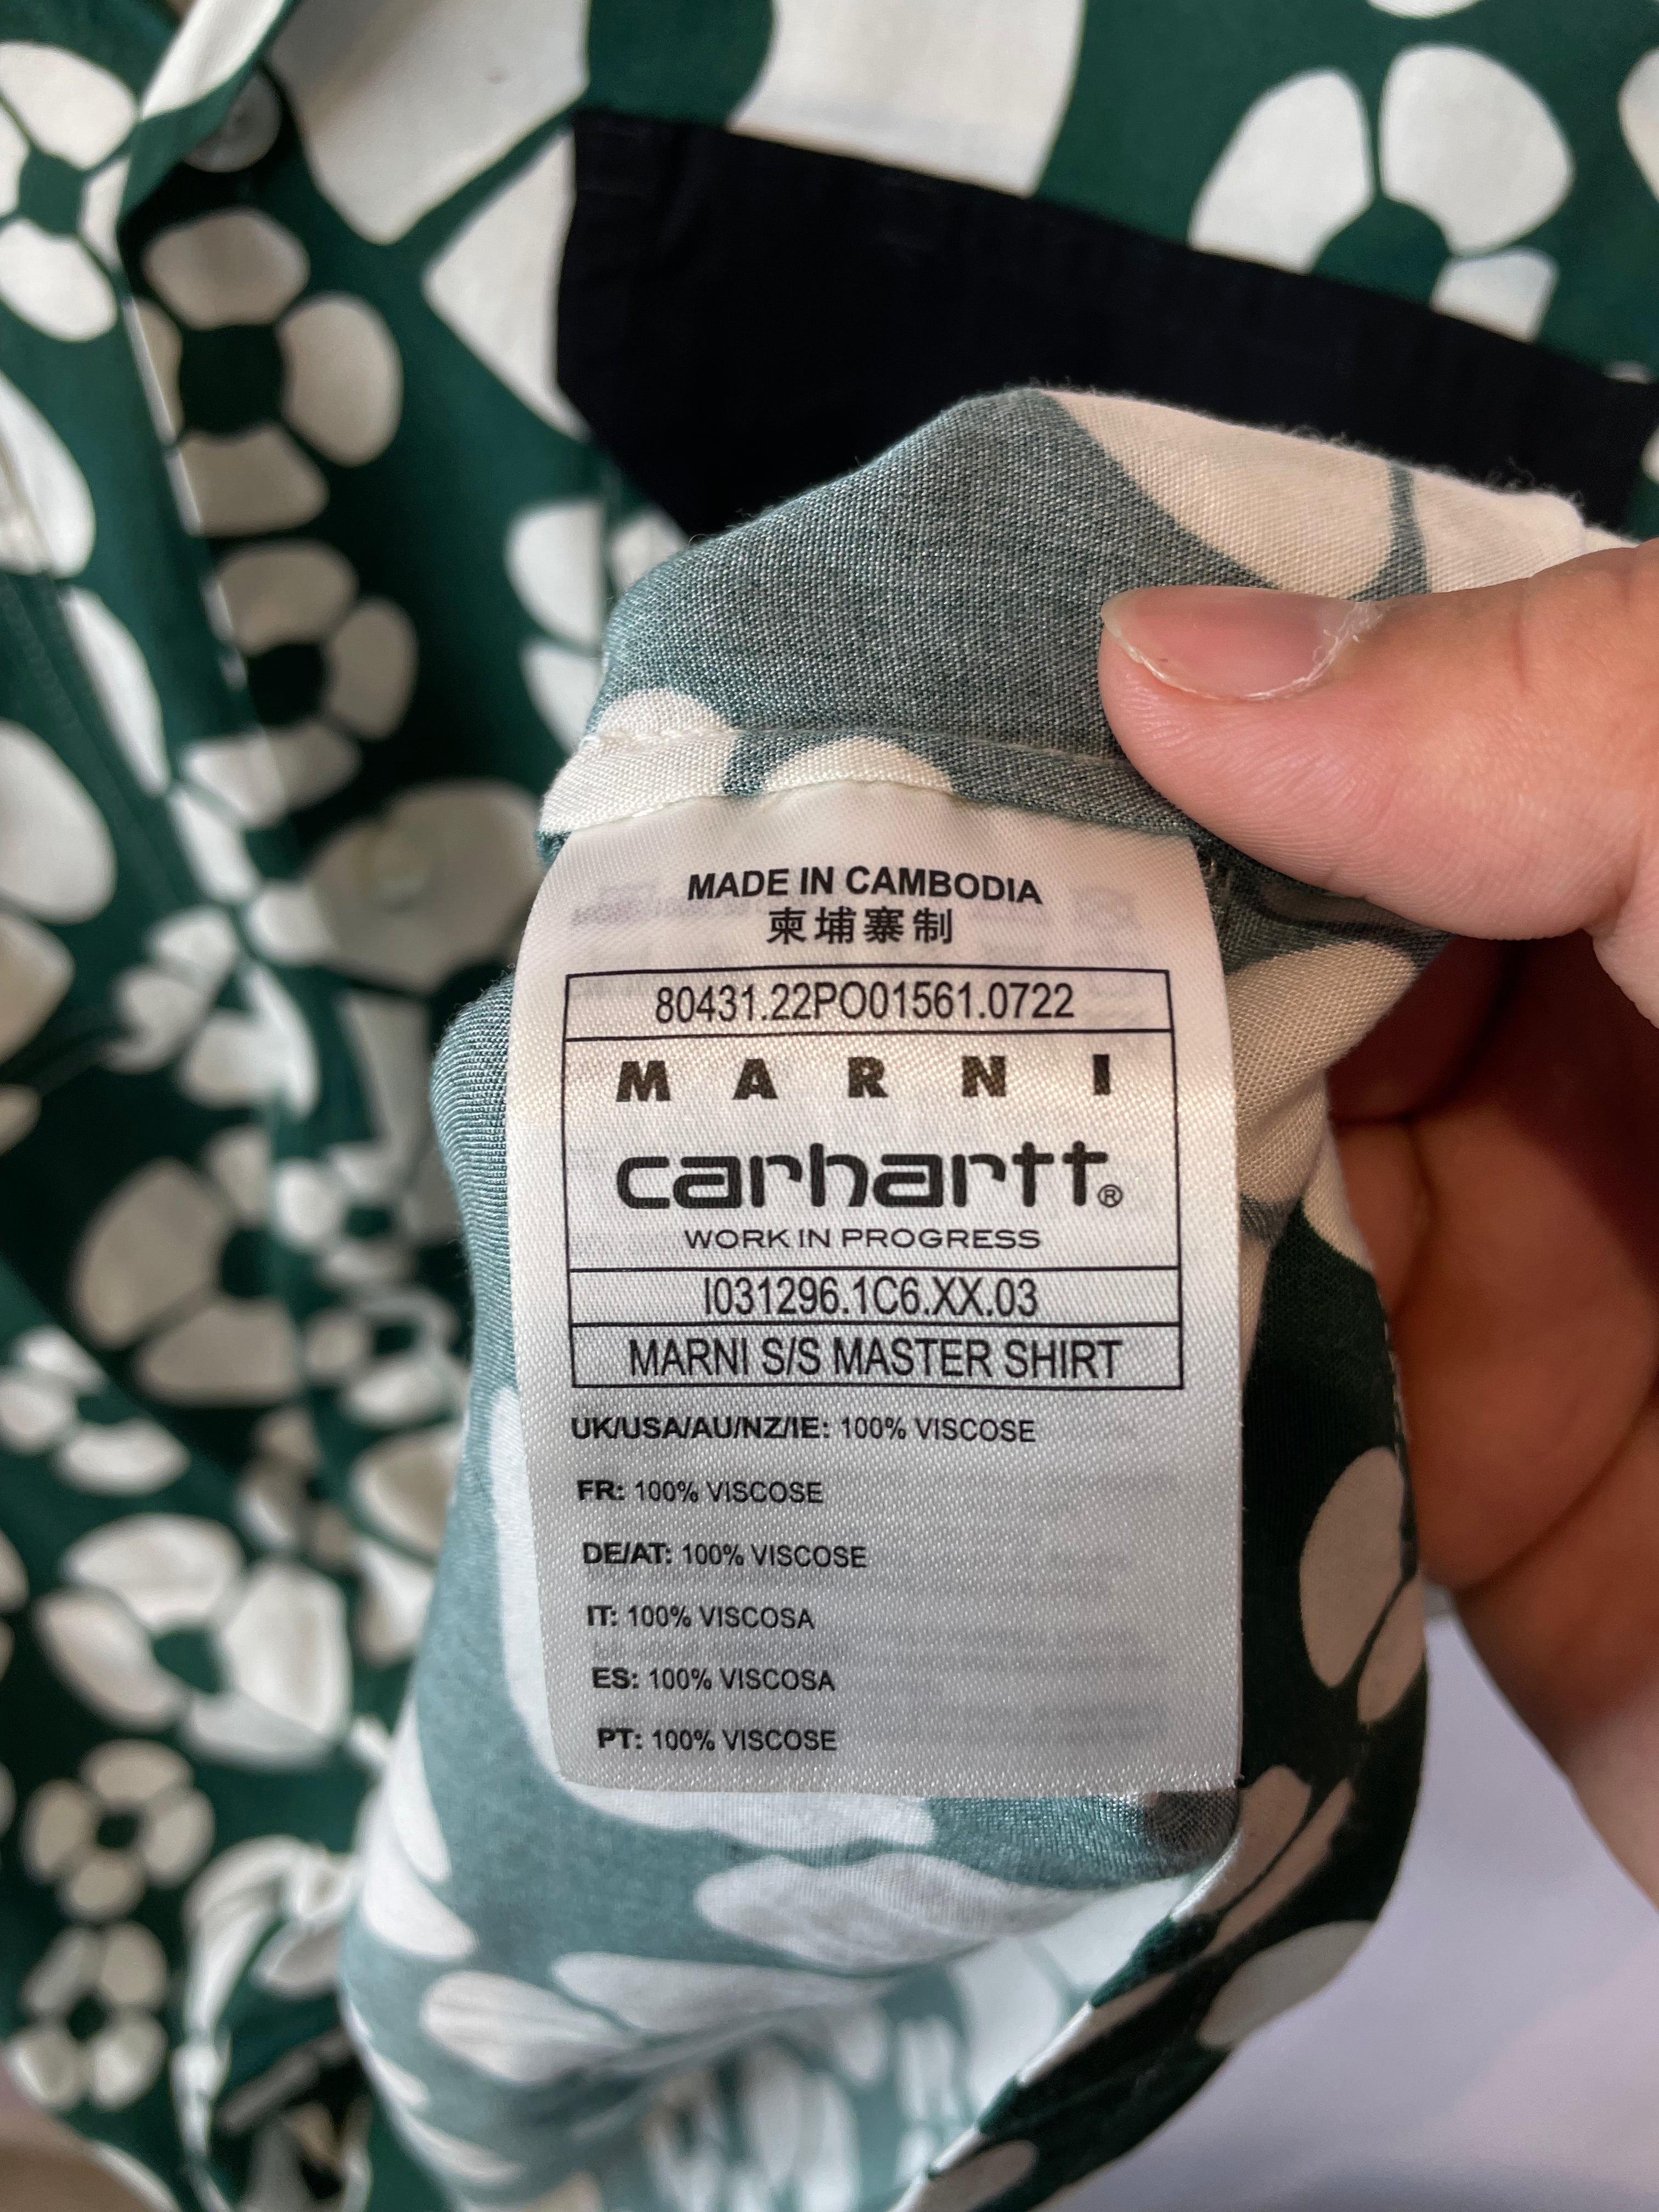 MADE IN CAMBODIA
柬埔寨制
80431.22PO01561.0722
MARNI
carhartt®
WORK IN PROGRESS
I031296.1C6.XX.03
MARNI S/S MASTER SHIRT
UK/USA/AU/NZ/IE: 100% VISCOSE
FR: 100% VISCOSE
DE/AT: 100% VISCOSE
IT: 100% VISCOSA
ES: 100% VISCOSA
PT: 100% VISCOSE